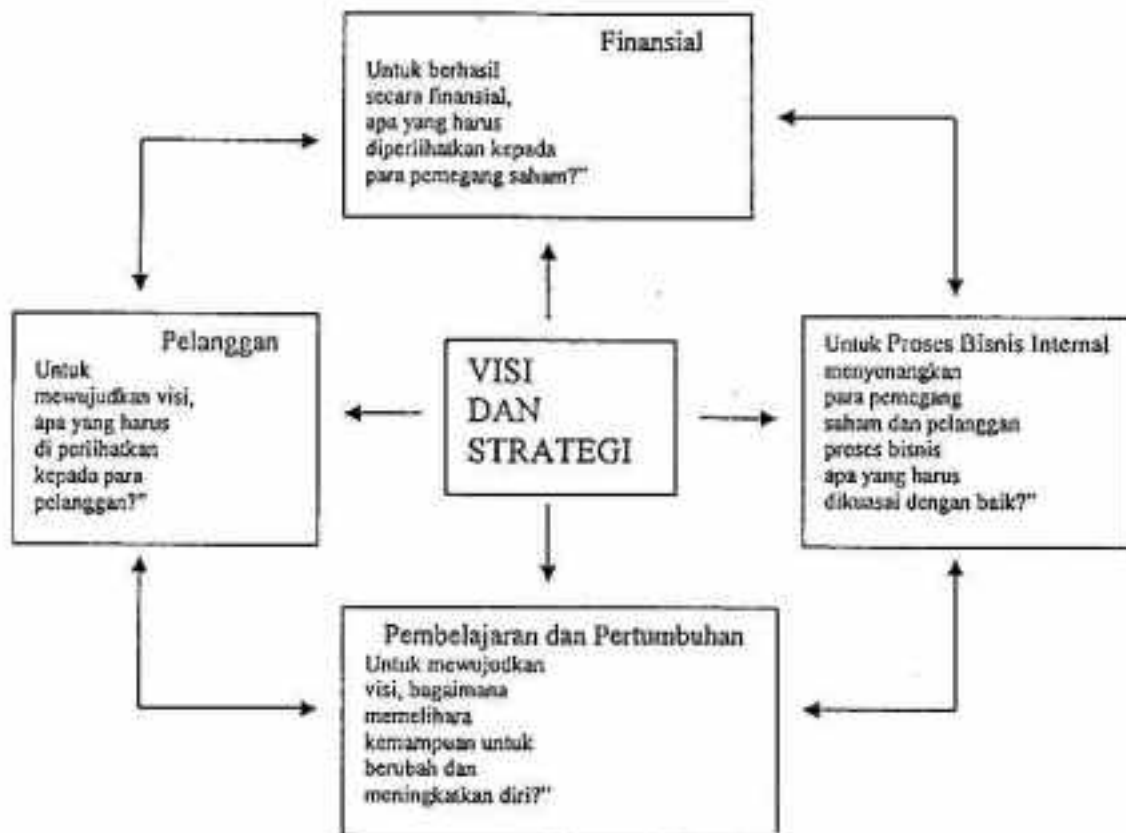 Finansial
Untuk berhasil
secara finansial,
apa yang harus
diperlihatkan kepada
para pemegang saham?"
Pelanggan
Untuk
mewujudkan visi,
apa yang harus
di perlihatkan
kepada para
pelanggan?"
VISI
DAN
STRATEGI
Untuk Proses Bisnis Internal
menyenangkan
para pemegang
saham dan pelanggan
proses bisnis
apa yang harus
dikuasai dengan baik?"
Pembelajaran dan Pertumbuhan
Untuk mewujudkan
visi, bagaimana
memelihara
kemampuan untuk
berubah dan
meningkatkan diri?"